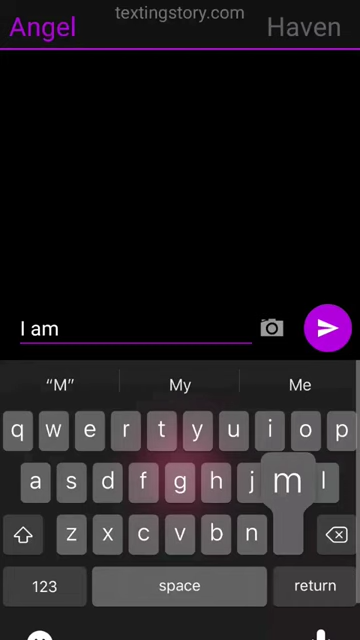 textingstory.com
Angel Haven
I am
“M” My Me
q w e r t y u i o p
a s d f g h j m l
z x c v b n
123 space return